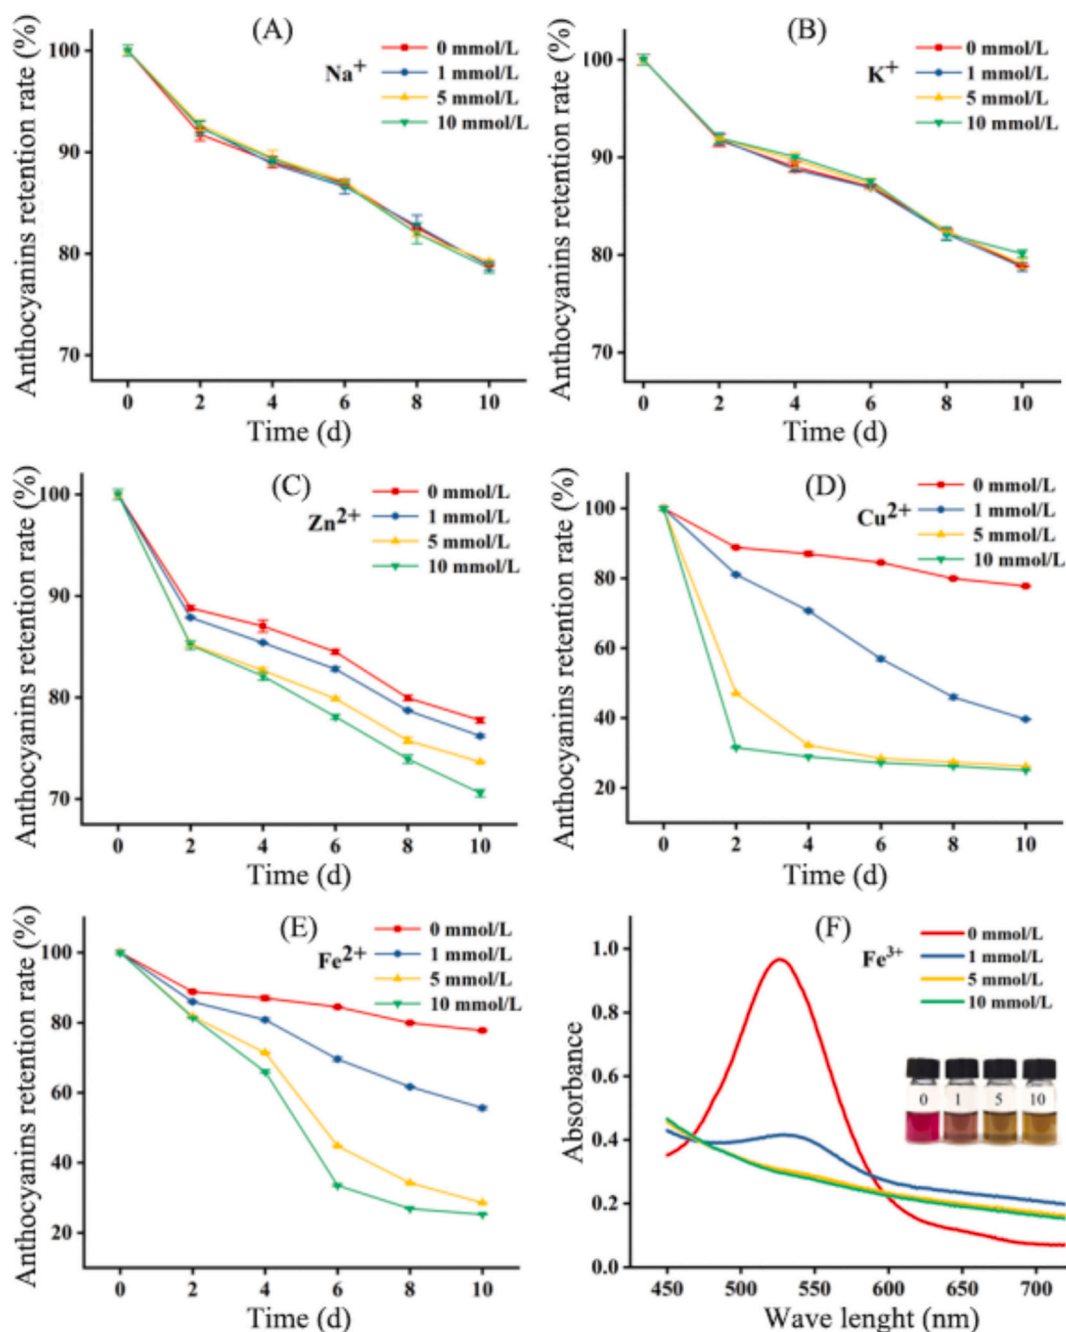 (A)
Anthocyanins retention rate (%)
Na+
0 mmol/L
1 mmol/L
5 mmol/L
10 mmol/L
100
90
80
70
0 2 4 6 8 10
Time (d)
(B)
Anthocyanins retention rate (%)
K+
0 mmol/L
1 mmol/L
5 mmol/L
10 mmol/L
100
90
80
70
0 2 4 6 8 10
Time (d)
(C)
Anthocyanins retention rate (%)
Zn2+
0 mmol/L
1 mmol/L
5 mmol/L
10 mmol/L
100
90
80
70
0 2 4 6 8 10
Time (d)
(D)
Anthocyanins retention rate (%)
Cu2+
0 mmol/L
1 mmol/L
5 mmol/L
10 mmol/L
100
80
60
40
20
0 2 4 6 8 10
Time (d)
(E)
Anthocyanins retention rate (%)
Fe2+
0 mmol/L
1 mmol/L
5 mmol/L
10 mmol/L
100
80
60
40
20
0 2 4 6 8 10
Time (d)
(F)
Absorbance
Fe3+
0 mmol/L
1 mmol/L
5 mmol/L
10 mmol/L
1.0
0.8
0.6
0.4
0.2
0.0
0 1 5 10
450 500 550 600 650 700
Wave lenght (nm)